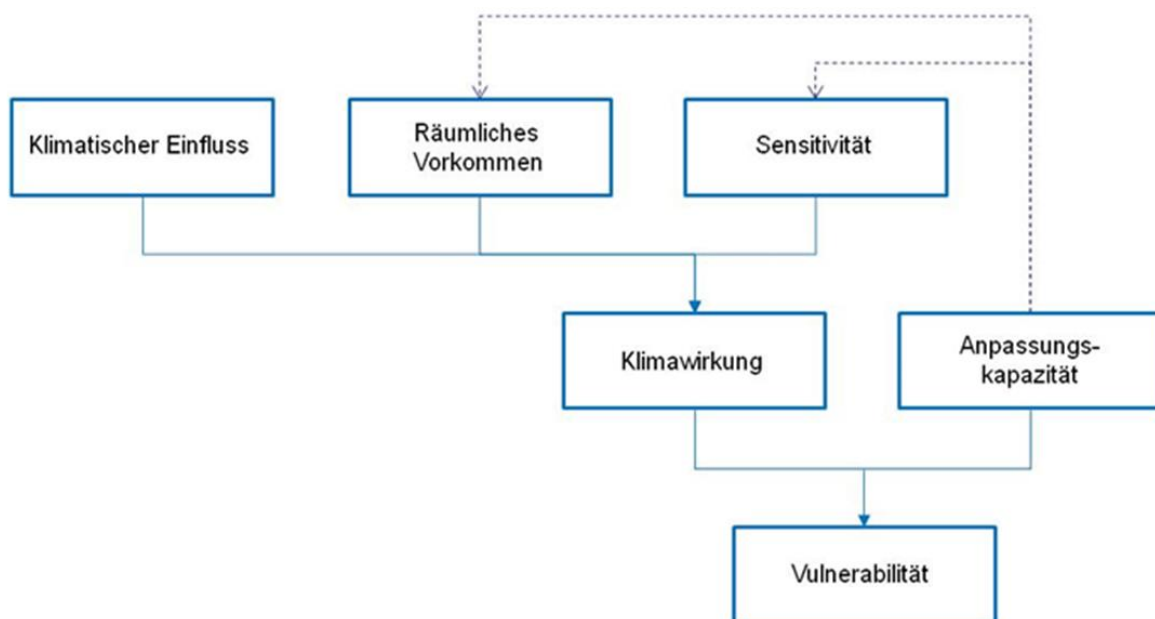 Klimatischer Einfluss
Räumliches
Vorkommen
Sensitivität
Klimawirkung
Anpassungs-
kapazität
Vulnerabilität